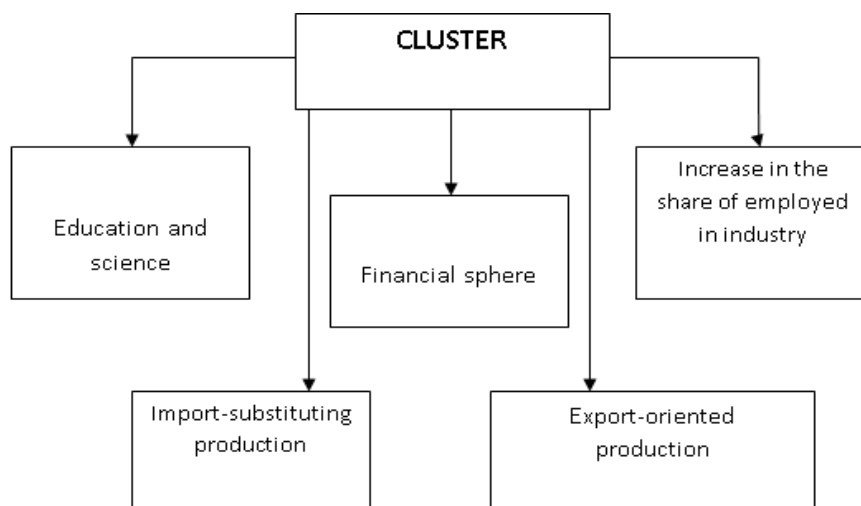 CLUSTER
Education and
science
Financial sphere
Increase in the
share of employed
in industry
Import-substituting
production
Export-oriented
production